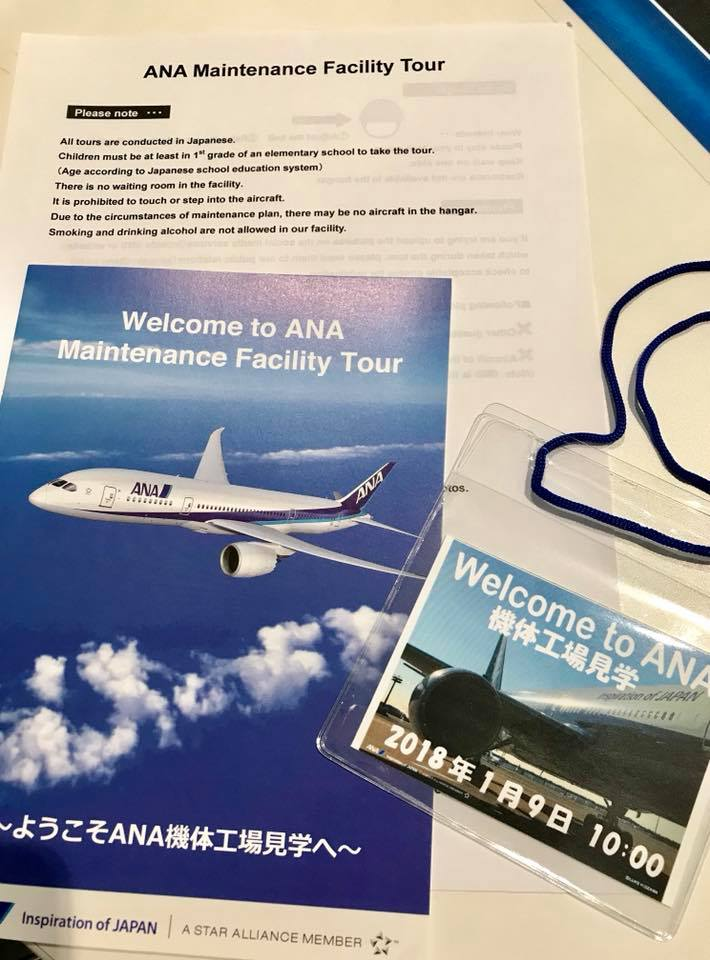 ANA Maintenance Facility Tour
Please note ･･･
All tours are conducted in Japanese.
Children must be at least in 1st grade of an elementary school to take the tour.
(Age according to Japanese school education system)
There is no waiting room in the facility.
It is prohibited to touch or step into the aircraft.
Due to the circumstances of maintenance plan, there may be no aircraft in the hangar.
Smoking and drinking alcohol are not allowed in our facility.
Welcome to ANA
Maintenance Facility Tour
ANA
ANA
～ようこそANA機体工場見学へ～
Inspiration of JAPAN
A STAR ALLIANCE MEMBER
Welcome to ANA
機体工場見学
Inspiration of JAPAN
ANA
2018年1月9日 10:00